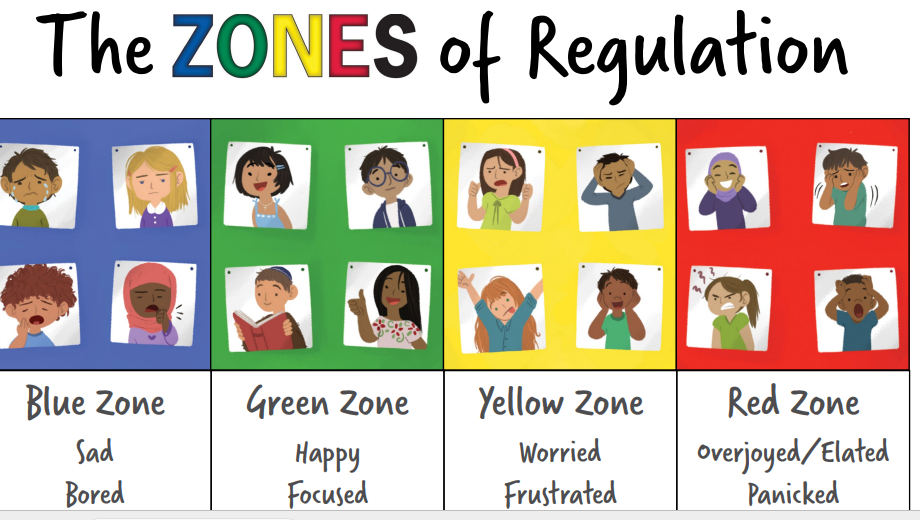 The ZONES of Regulation
Blue Zone
Sad
Bored
Green Zone
Happy
Focused
Yellow Zone
Worried
Frustrated
Red Zone
Overjoyed/Elated
Panicked